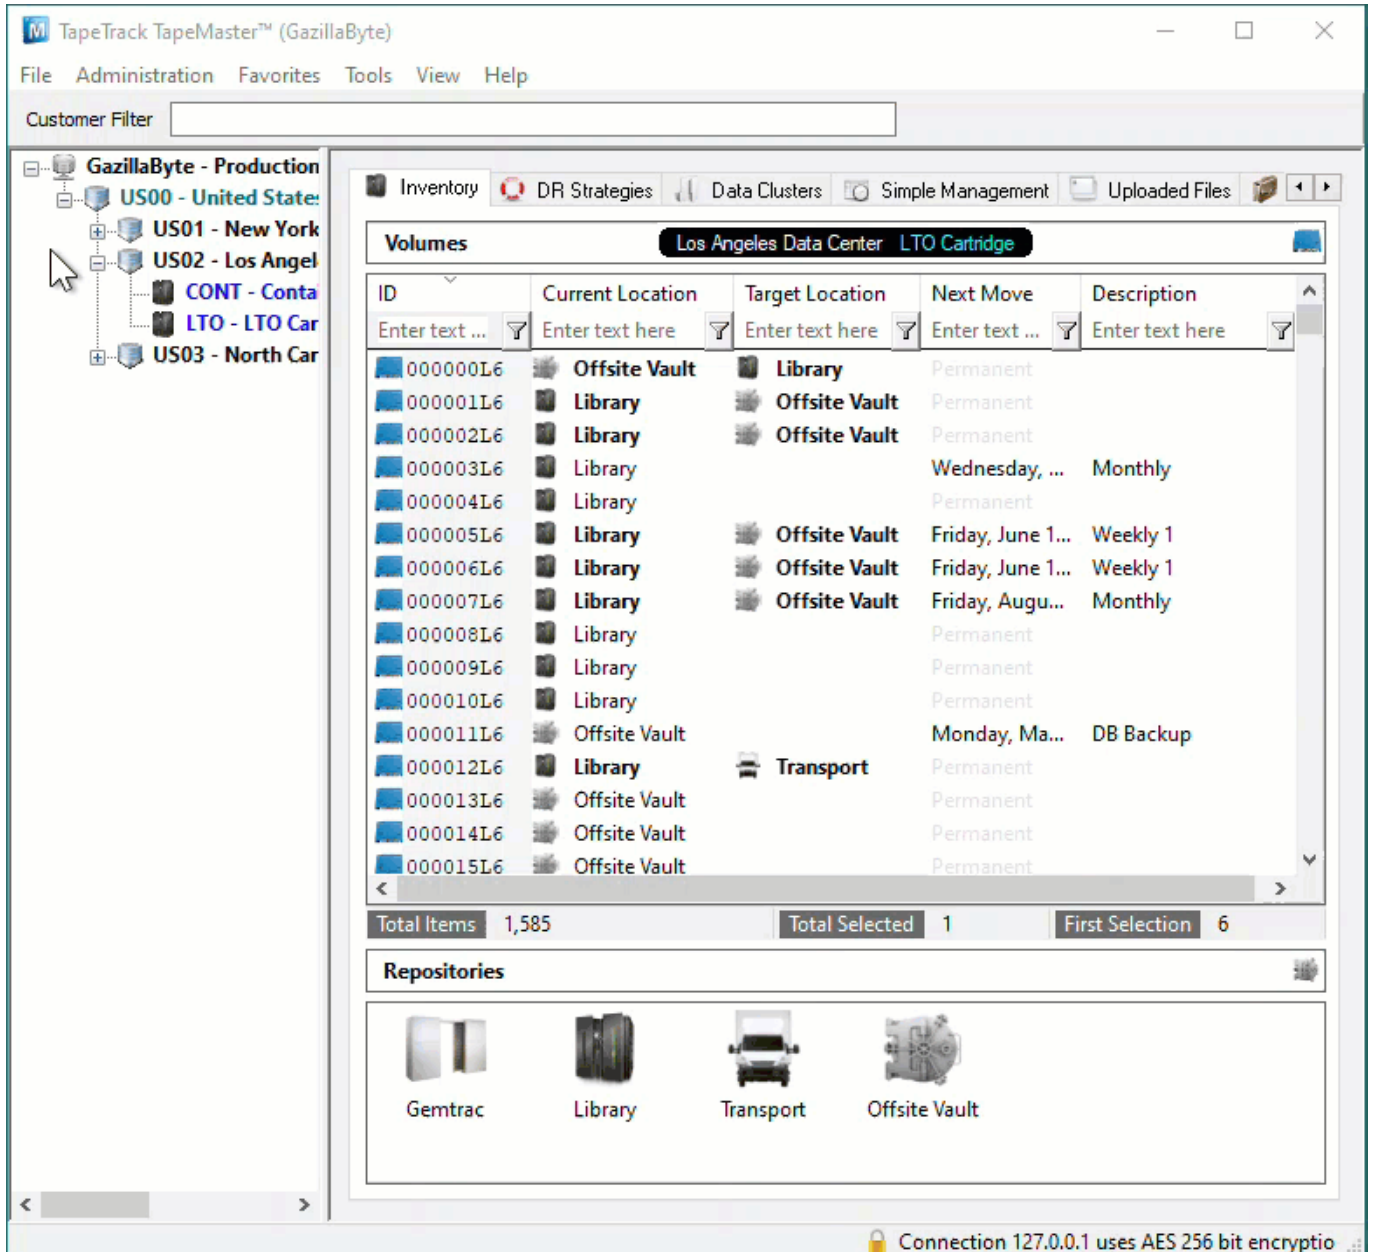 TapeTrack TapeMaster™ (GazillaByte)
File Administration Favorites Tools View Help
Customer Filter
GazillaByte - Production
US00 - United States
US01 - New York
US02 - Los Angel
CONT - Conta
LTO - LTO Car
US03 - North Car
Inventory DR Strategies Data Clusters Simple Management Uploaded Files
Volumes Los Angeles Data Center LTO Cartridge
ID Current Location Target Location Next Move Description
Enter text ... Enter text here Enter text here Enter text ... Enter text here
000000L6 Offsite Vault Library Permanent
000001L6 Library Offsite Vault Permanent
000002L6 Library Offsite Vault Permanent
000003L6 Library Wednesday, ... Monthly
000004L6 Library Permanent
000005L6 Library Offsite Vault Friday, June 1... Weekly 1
000006L6 Library Offsite Vault Friday, June 1... Weekly 1
000007L6 Library Offsite Vault Friday, Augu... Monthly
000008L6 Library Permanent
000009L6 Library Permanent
000010L6 Library Permanent
000011L6 Offsite Vault Monday, Ma... DB Backup
000012L6 Library Transport Permanent
000013L6 Offsite Vault Permanent
000014L6 Offsite Vault Permanent
000015L6 Offsite Vault Permanent
Total Items 1,585 Total Selected 1 First Selection 6
Repositories
Gemtrac Library Transport Offsite Vault
Connection 127.0.0.1 uses AES 256 bit encryptio